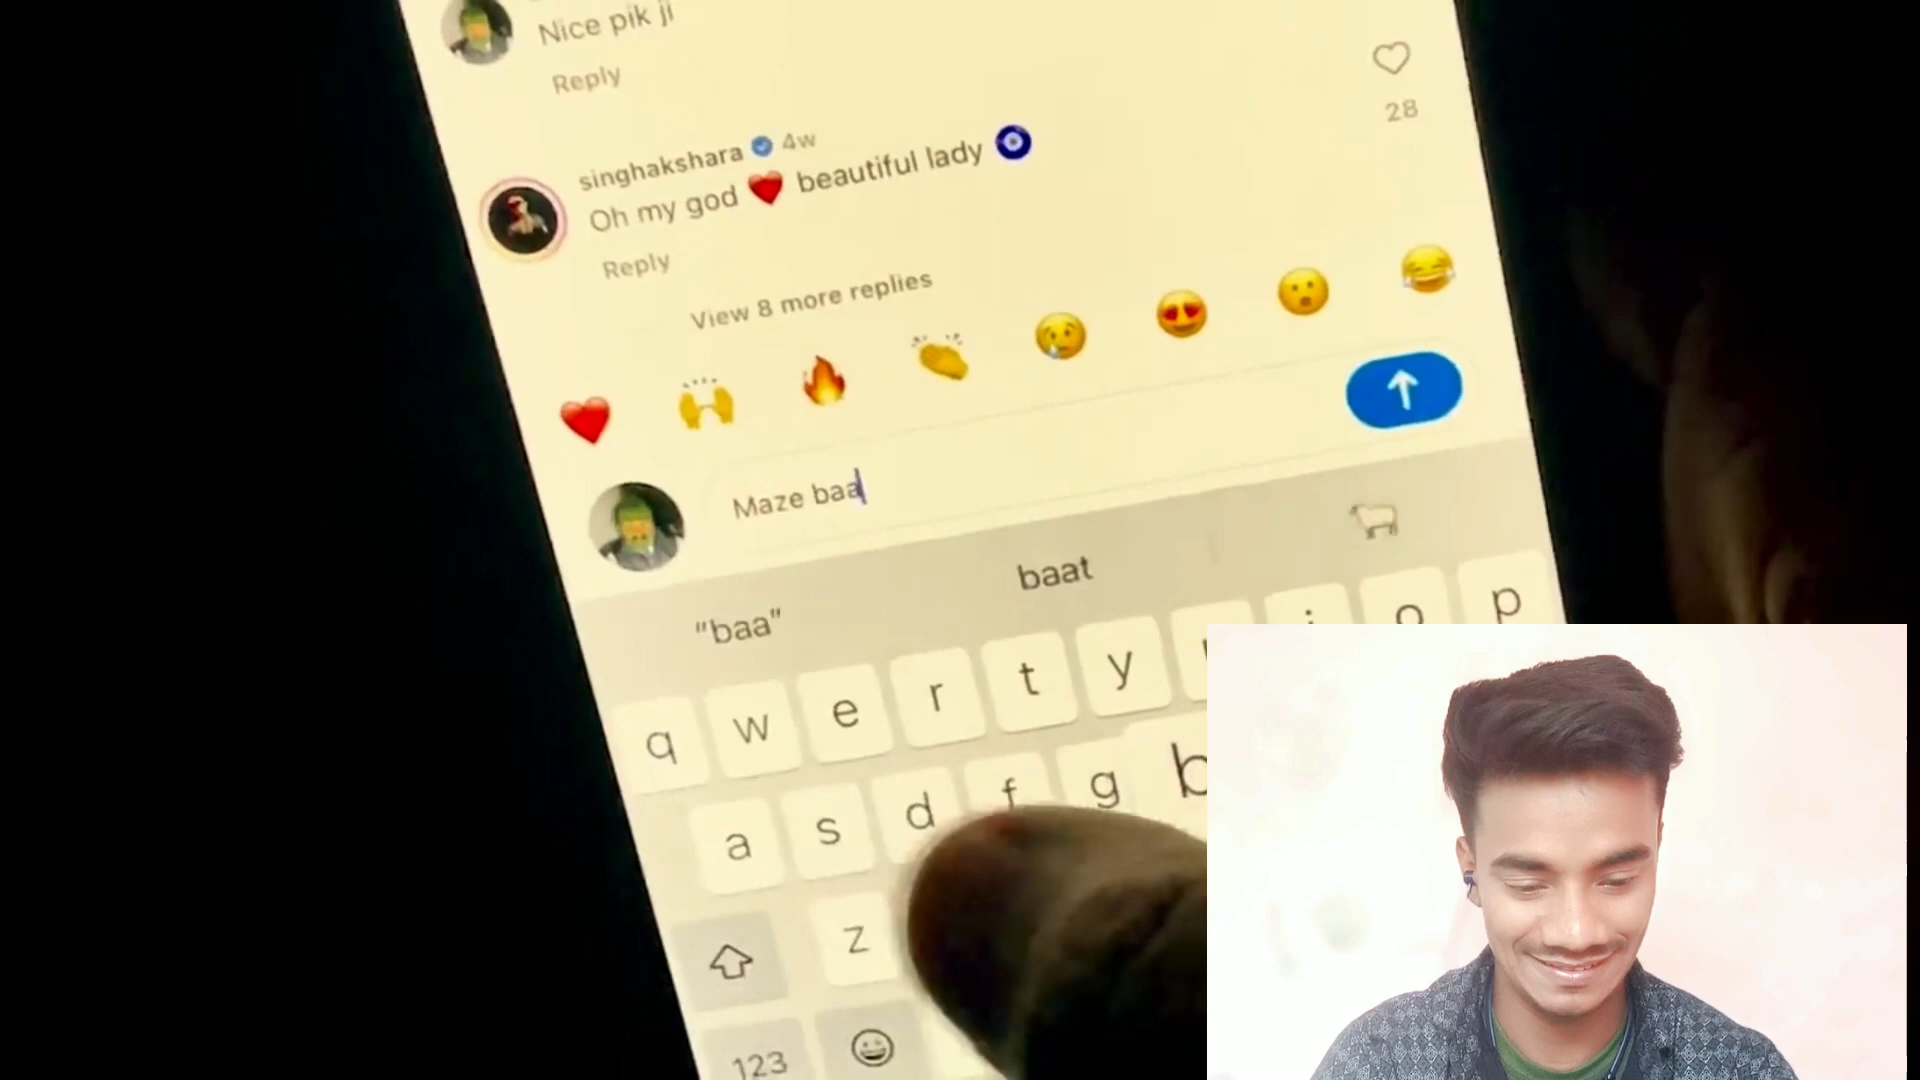 Nice pik ji
Reply
28
singhakshara 4w
Oh my god ❤️ beautiful lady 🧿
Reply
View 8 more replies
Maze baa
"baa"
baat
q w e r t y o p
a s d f g
z
123